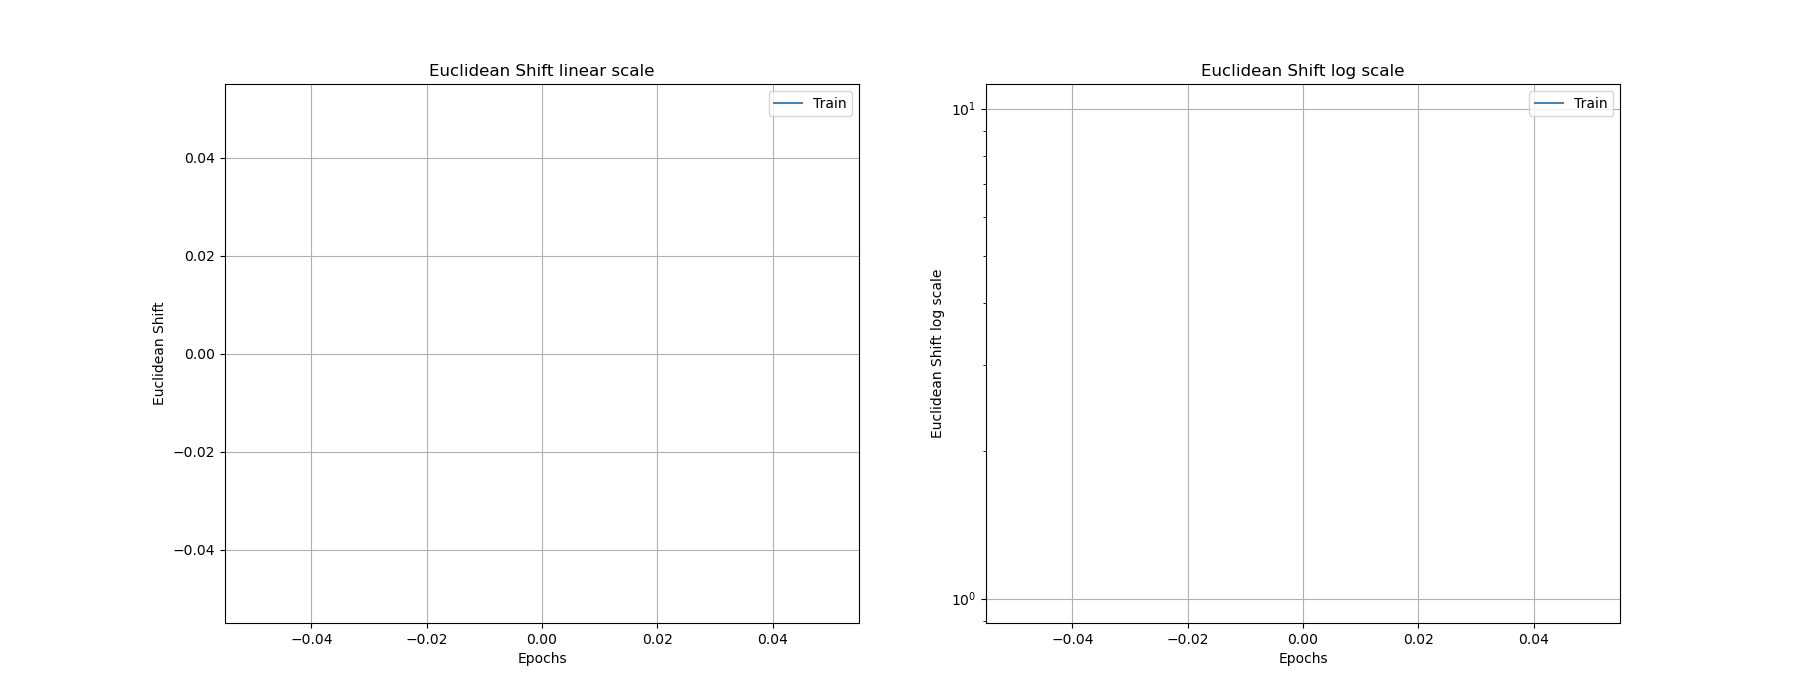 Euclidean Shift linear scale
Train
0.04
0.02
0.00
−0.02
−0.04
Euclidean Shift
−0.04
−0.02
0.00
0.02
0.04
Epochs
Euclidean Shift log scale
Train
10¹
10⁰
Euclidean Shift log scale
−0.04
−0.02
0.00
0.02
0.04
Epochs